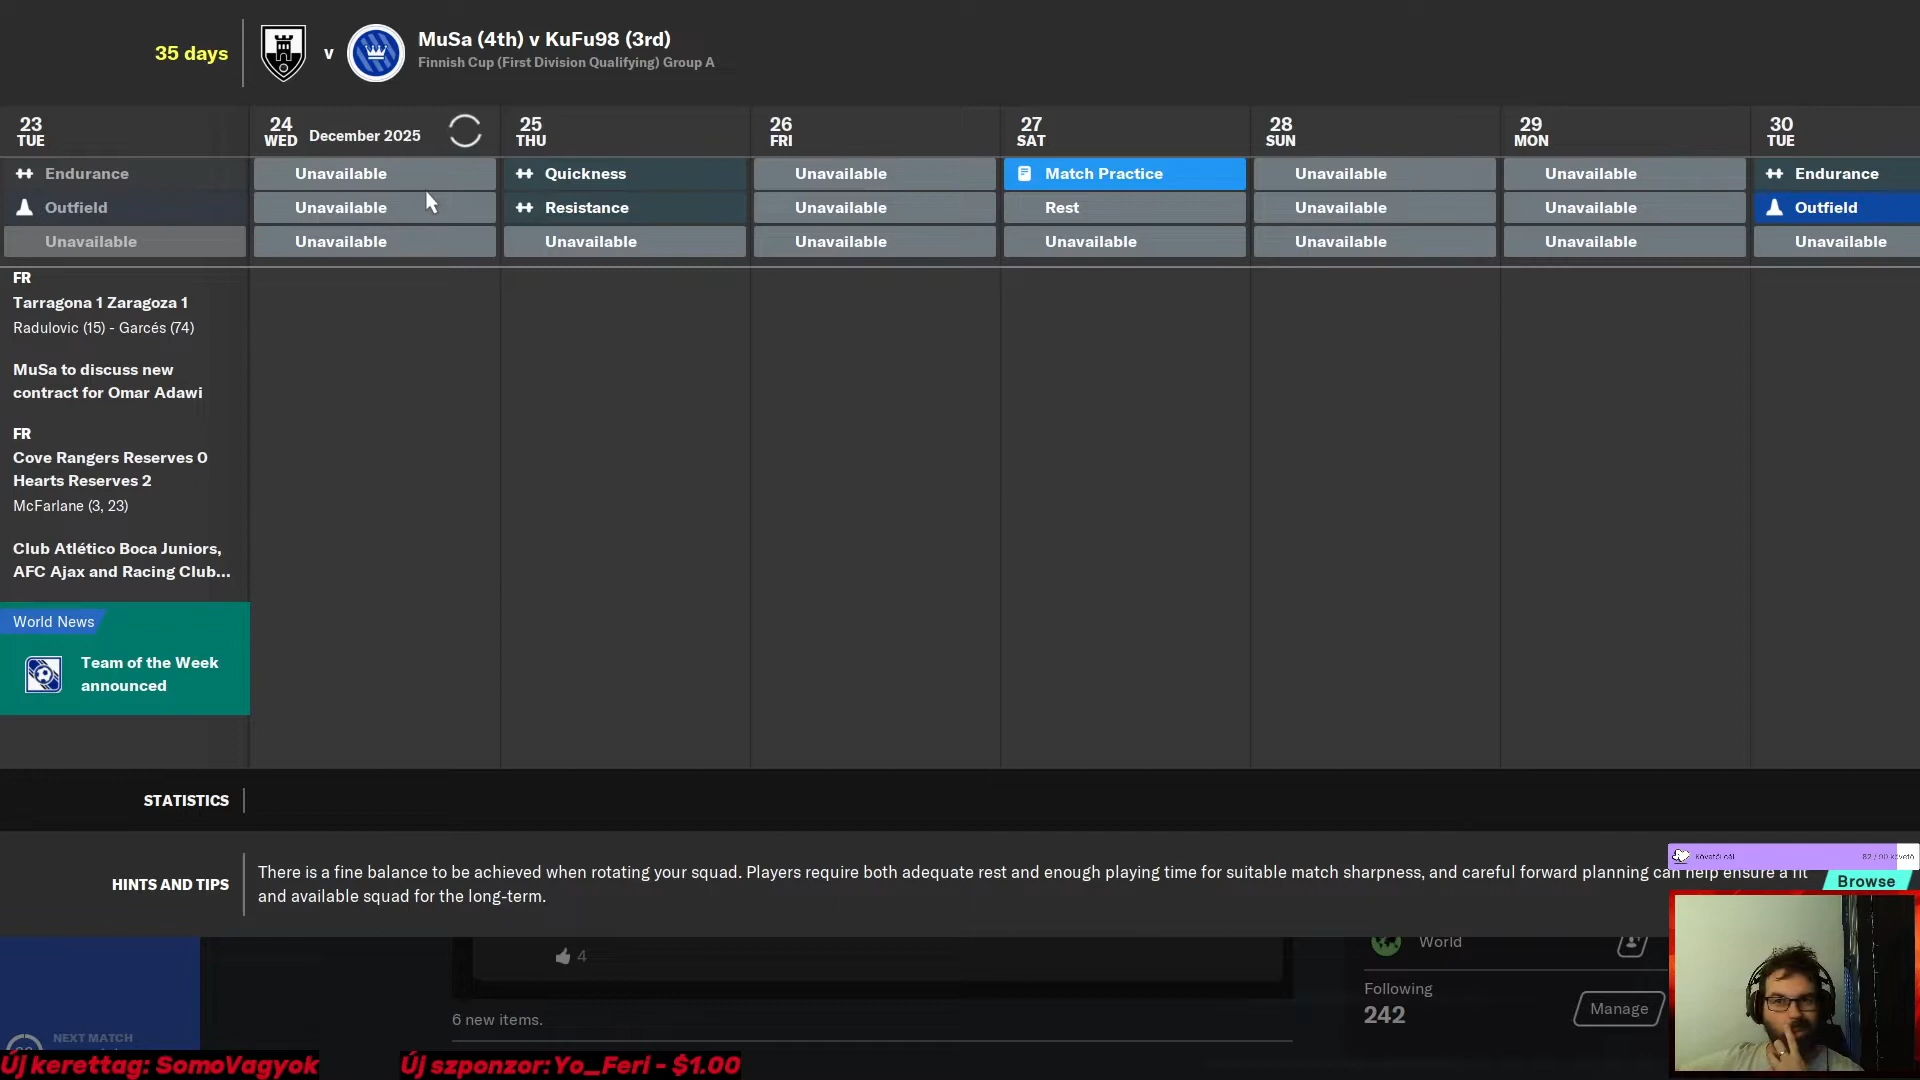 35 days
v
MuSa (4th) v KuFu98 (3rd)
Finnish Cup (First Division Qualifying) Group A
23
TUE
24
WED
December 2025
25
THU
26
FRI
27
SAT
28
SUN
29
MON
30
TUE
Endurance
Unavailable
Quickness
Unavailable
Match Practice
Unavailable
Unavailable
Endurance
Outfield
Unavailable
Resistance
Unavailable
Rest
Unavailable
Unavailable
Outfield
Unavailable
Unavailable
Unavailable
Unavailable
Unavailable
Unavailable
Unavailable
Unavailable
FR
Tarragona 1 Zaragoza 1
Radulovic (15) - Garcés (74)
MuSa to discuss new
contract for Omar Adawi
FR
Cove Rangers Reserves 0
Hearts Reserves 2
McFarlane (3, 23)
Club Atlético Boca Juniors,
AFC Ajax and Racing Club...
World News
Team of the Week
announced
STATISTICS
HINTS AND TIPS
There is a fine balance to be achieved when rotating your squad. Players require both adequate rest and enough playing time for suitable match sharpness, and careful forward planning can help ensure a fit
and available squad for the long-term.
Követői cél
Browse
4
World
Following
242
Manage
6 new items.
NEXT MATCH
Új kerettag: SomoVagyok
Új szponzor: Yo_Feri - $1.00